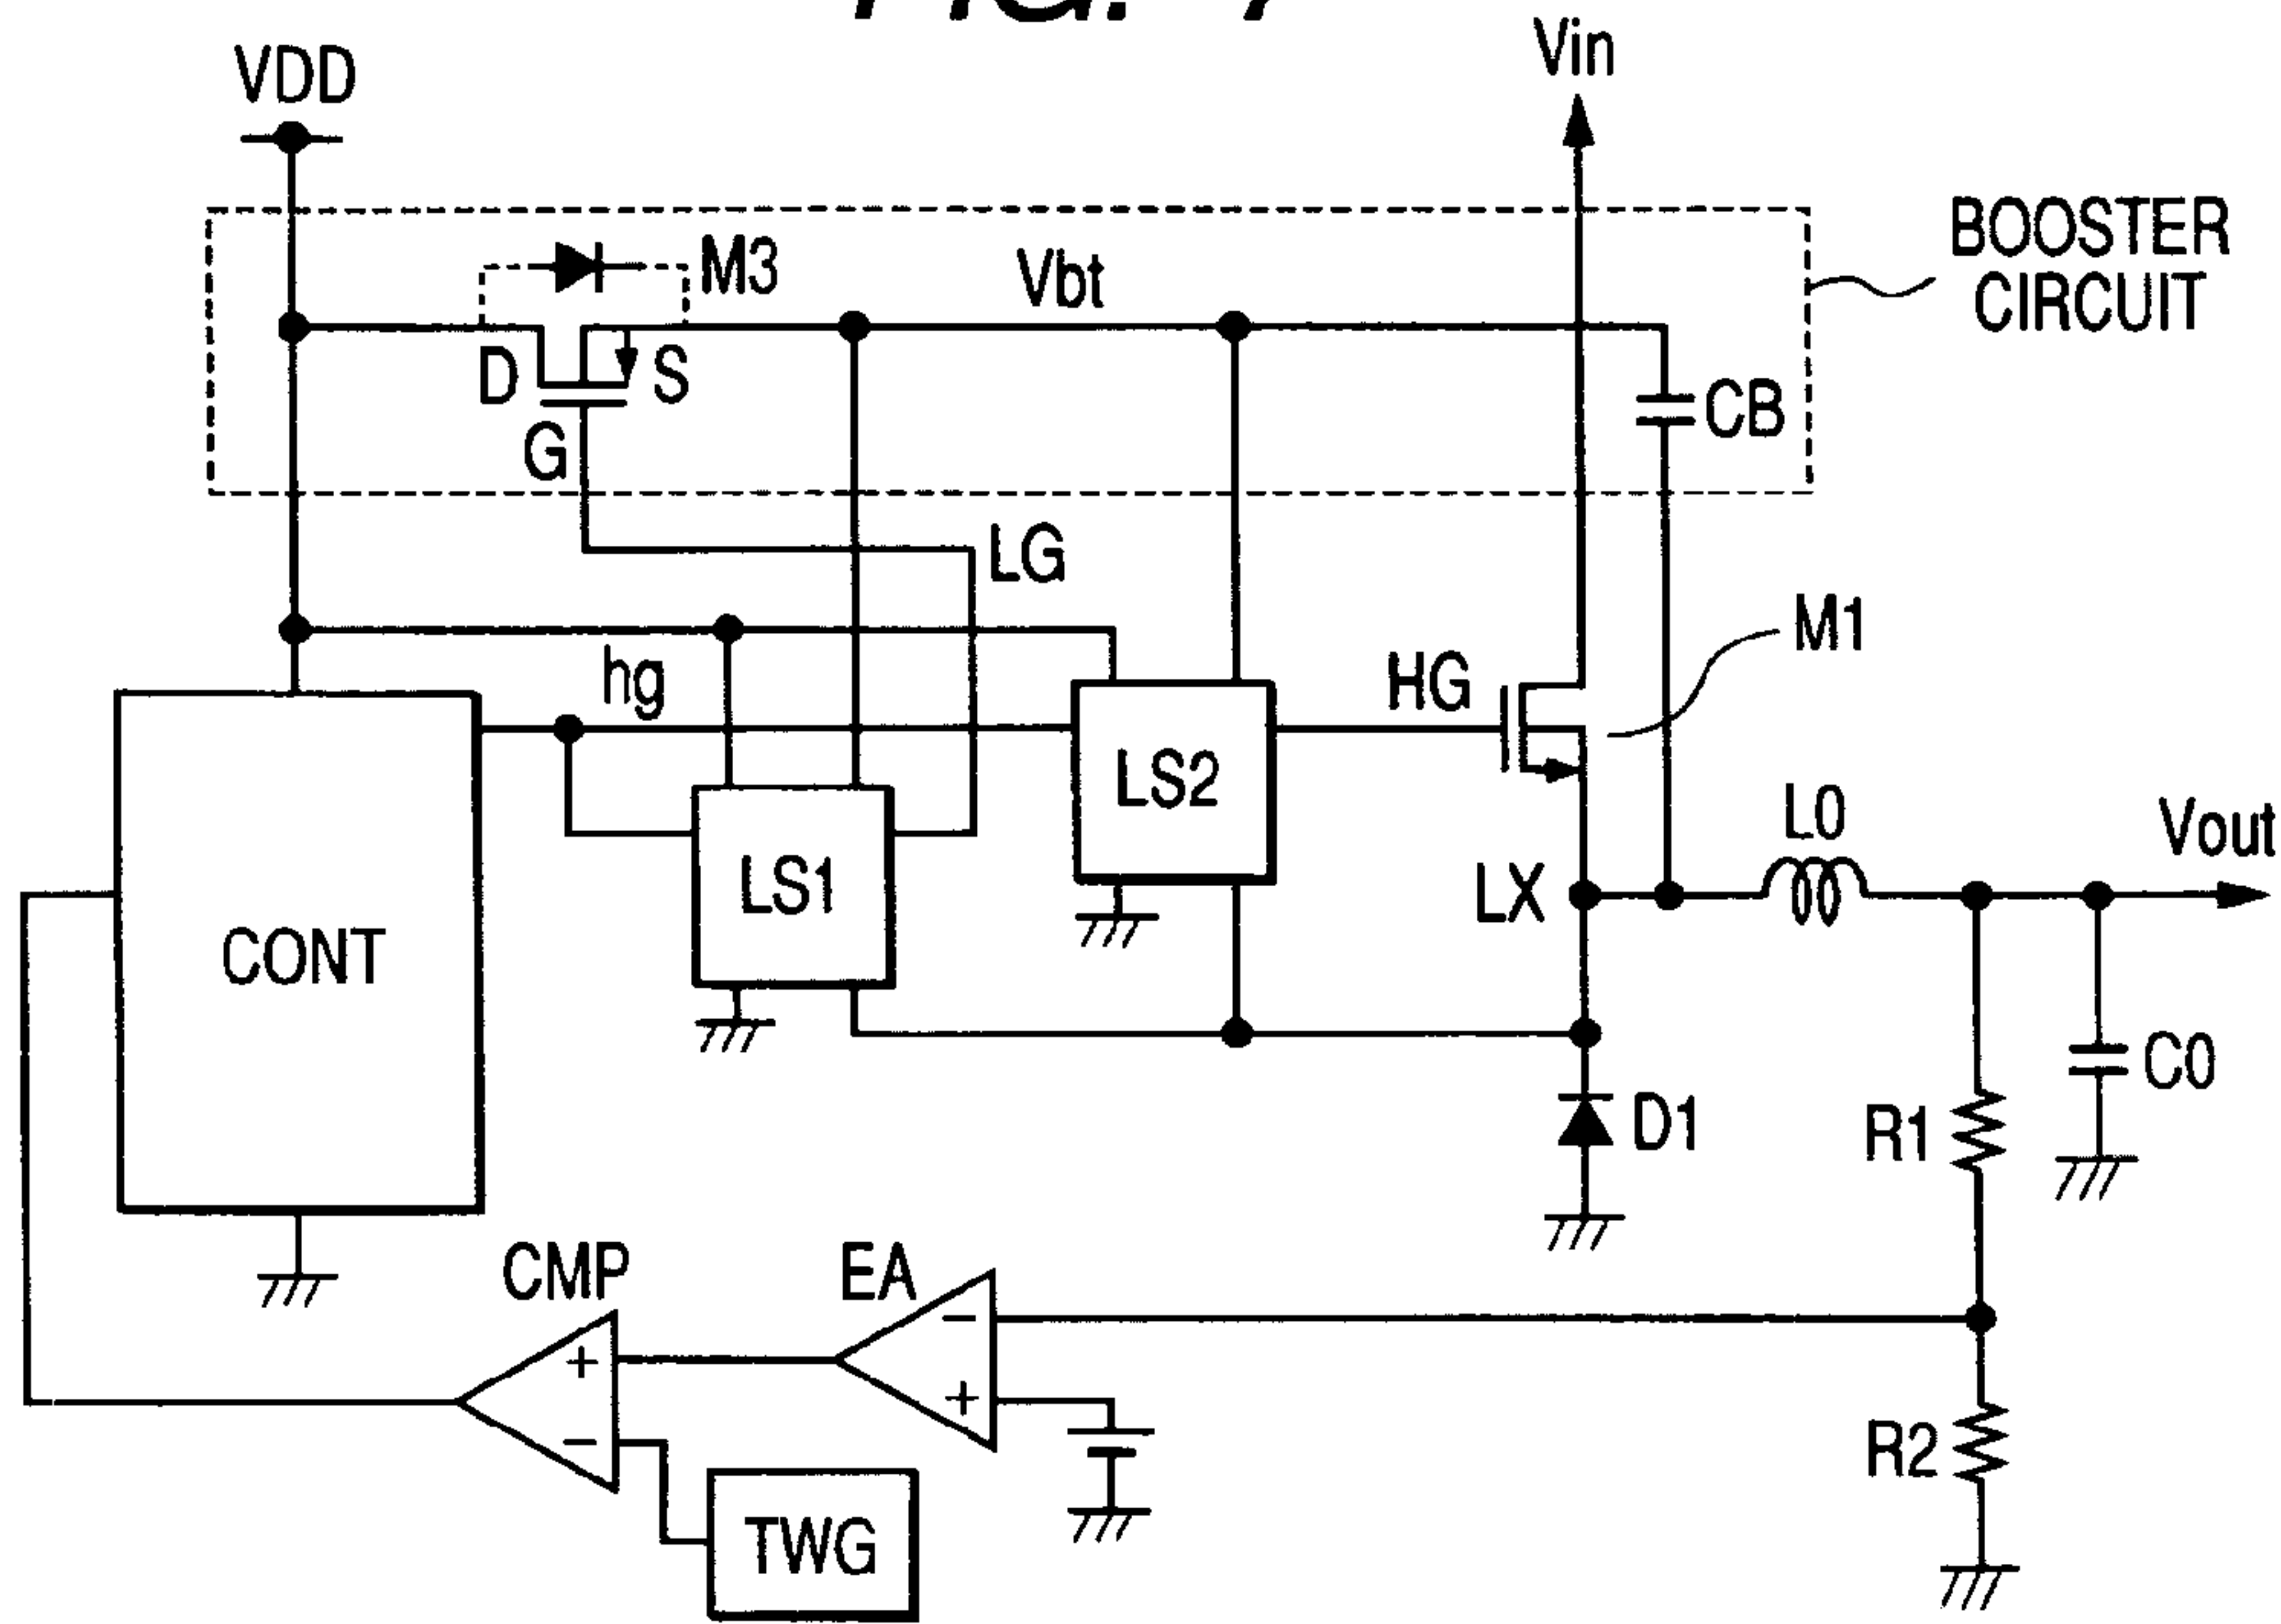 VDD
Vin
BOOSTER
CIRCUIT
M3
Vbt
D
S
G
CB
LG
M1
hg
HG
LS2
L0
Vout
LS1
LX
CONT
C0
D1
R1
CMP
EA
−
+
+
−
R2
TWG